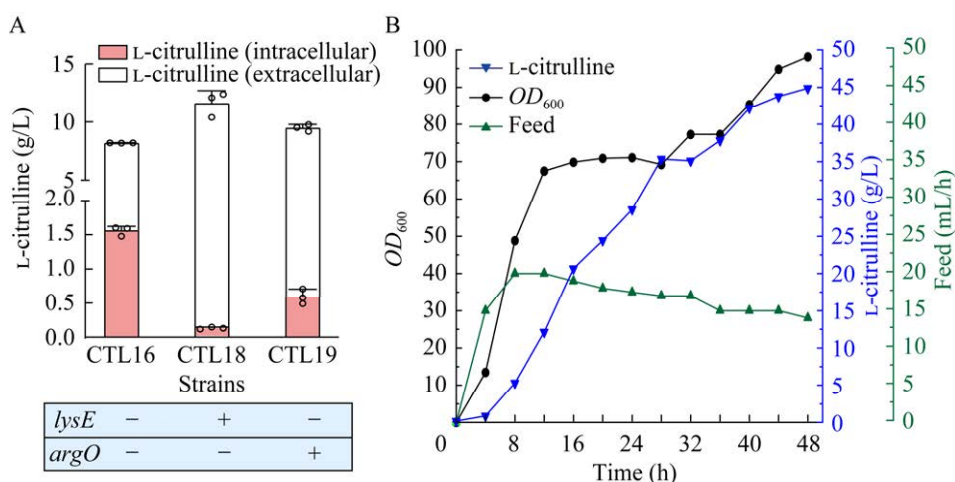 A
L-citrulline (intracellular)
L-citrulline (extracellular)
L-citrulline (g/L)
15
10
5
2.0
1.5
1.0
0.5
0.0
CTL16 CTL18 CTL19
Strains
lysE − + −
argO − − +
B
L-citrulline
OD600
Feed
OD600
100
90
80
70
60
50
40
30
20
10
0 8 16 24 32 40 48
Time (h)
50
45
40
35
30
25
20
15
10
5
0
L-citrulline (g/L)
50
45
40
35
30
25
20
15
10
5
0
Feed (mL/h)